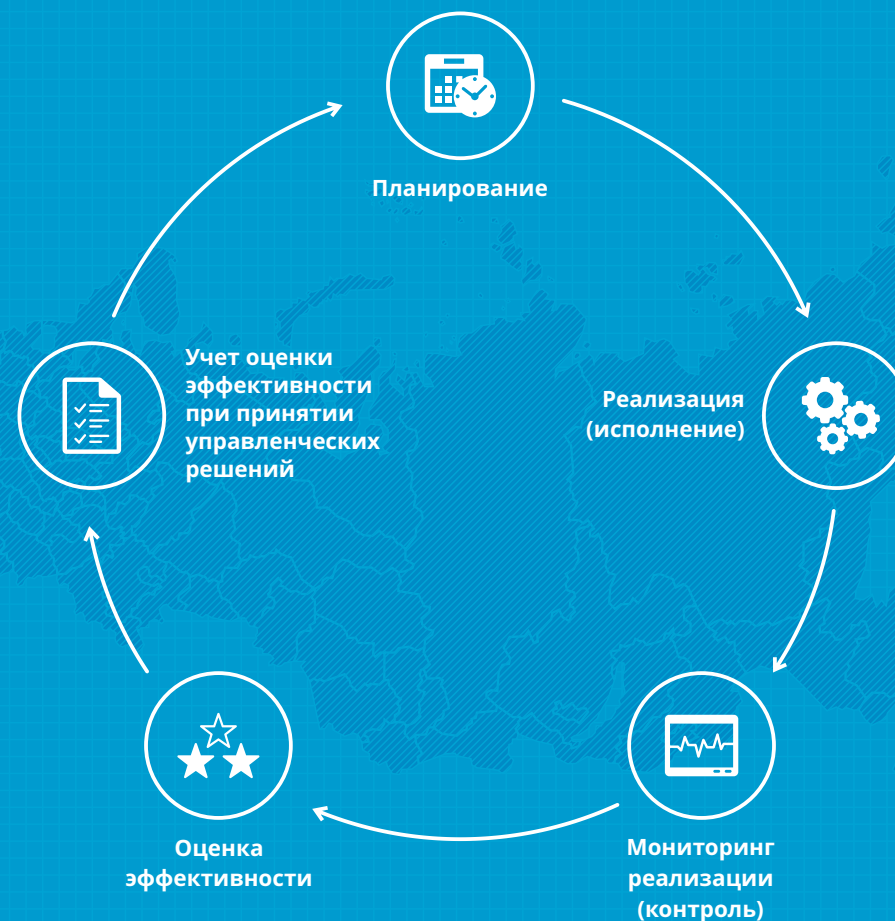 Планирование
Учет оценки
эффективности
при принятии
управленческих
решений
Реализация
(исполнение)
Оценка
эффективности
Мониторинг
реализации
(контроль)